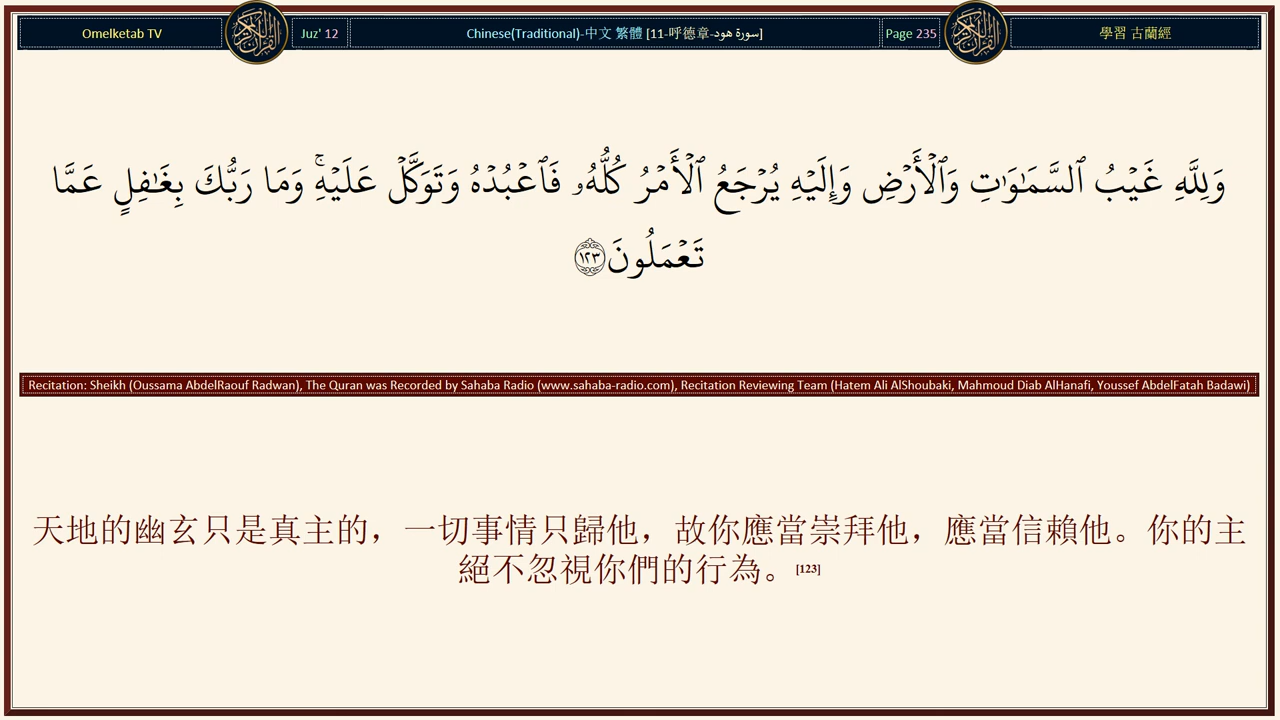 Omelketab TV
Juz' 12
Chinese(Traditional)-中文 繁體 [11-呼德章-سورة هود]
Page 235
學習 古蘭經
وَلِلَّهِ غَيۡبُ ٱلسَّمَٰوَٰتِ وَٱلۡأَرۡضِ وَإِلَيۡهِ يُرۡجَعُ ٱلۡأَمۡرُ كُلُّهُۥ فَٱعۡبُدۡهُ وَتَوَكَّلۡ عَلَيۡهِۚ وَمَا رَبُّكَ بِغَٰفِلٍ عَمَّا
تَعۡمَلُونَ ١٢٣
Recitation: Sheikh (Oussama AbdelRaouf Radwan), The Quran was Recorded by Sahaba Radio (www.sahaba-radio.com), Recitation Reviewing Team (Hatem Ali AlShoubaki, Mahmoud Diab AlHanafi, Youssef AbdelFatah Badawi)
天地的幽玄只是真主的，一切事情只歸他，故你應當崇拜他，應當信賴他。你的主
絕不忽視你們的行為。[123]